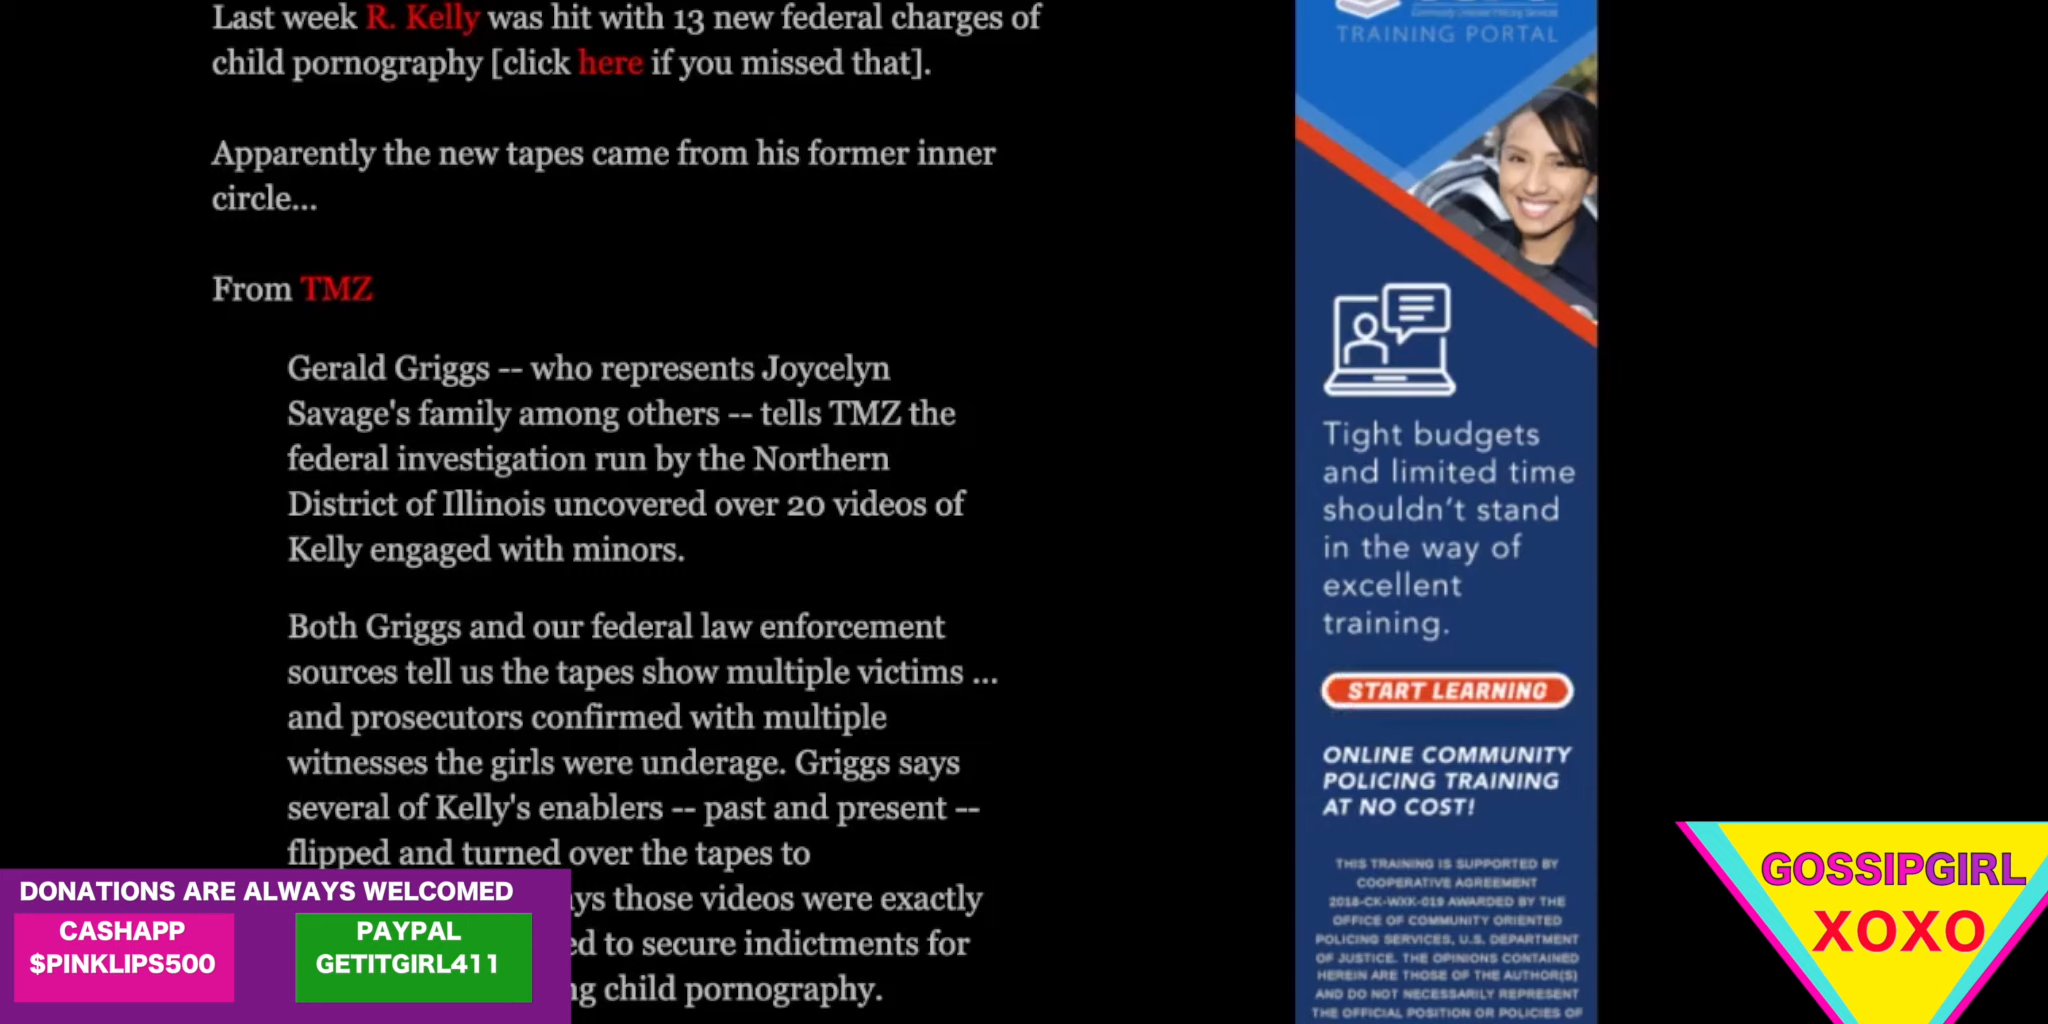 Last week R. Kelly was hit with 13 new federal charges of
child pornography [click here if you missed that].
Apparently the new tapes came from his former inner
circle...
From TMZ
Gerald Griggs -- who represents Joycelyn
Savage's family among others -- tells TMZ the
federal investigation run by the Northern
District of Illinois uncovered over 20 videos of
Kelly engaged with minors.
Both Griggs and our federal law enforcement
sources tell us the tapes show multiple victims ...
and prosecutors confirmed with multiple
witnesses the girls were underage. Griggs says
several of Kelly's enablers -- past and present --
flipped and turned over the tapes to
those videos were exactly
to secure indictments for
child pornography.
DONATIONS ARE ALWAYS WELCOMED
CASHAPP
$PINKLIPS500
PAYPAL
GETITGIRL411
TRAINING PORTAL
Tight budgets
and limited time
shouldn't stand
in the way of
excellent
training.
START LEARNING
ONLINE COMMUNITY
POLICING TRAINING
AT NO COST!
THIS TRAINING IS SUPPORTED BY
COOPERATIVE AGREEMENT
2018-CK-WXK-019 AWARDED BY THE
OFFICE OF COMMUNITY ORIENTED
POLICING SERVICES, U.S. DEPARTMENT
OF JUSTICE. THE OPINIONS CONTAINED
HEREIN ARE THOSE OF THE AUTHOR(S)
AND DO NOT NECESSARILY REPRESENT
THE OFFICIAL POSITION OR POLICIES OF
GOSSIPGIRL
XOXO